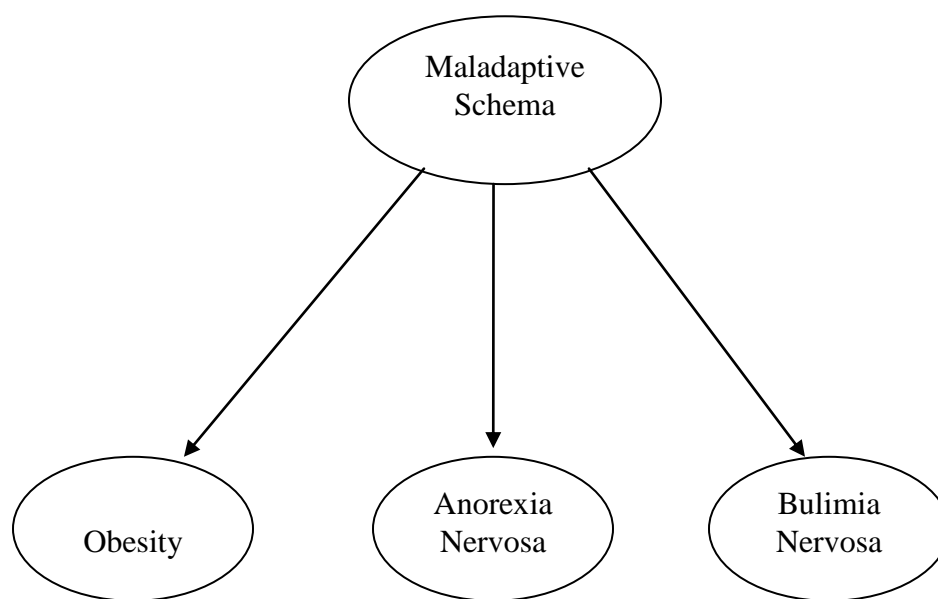 Maladaptive
Schema
Obesity
Anorexia
Nervosa
Bulimia
Nervosa